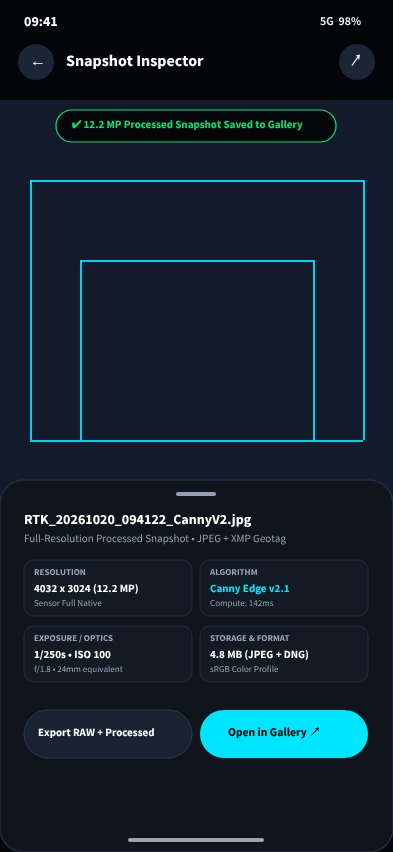 09:41
5G 98%
←
Snapshot Inspector
↗
✔ 12.2 MP Processed Snapshot Saved to Gallery
RTK_20261020_094122_CannyV2.jpg
Full-Resolution Processed Snapshot • JPEG + XMP Geotag
RESOLUTION
4032 x 3024 (12.2 MP)
Sensor Full Native
ALGORITHM
Canny Edge v2.1
Compute: 142ms
EXPOSURE / OPTICS
1/250s • ISO 100
f/1.8 • 24mm equivalent
STORAGE & FORMAT
4.8 MB (JPEG + DNG)
sRGB Color Profile
Export RAW + Processed
Open in Gallery ↗